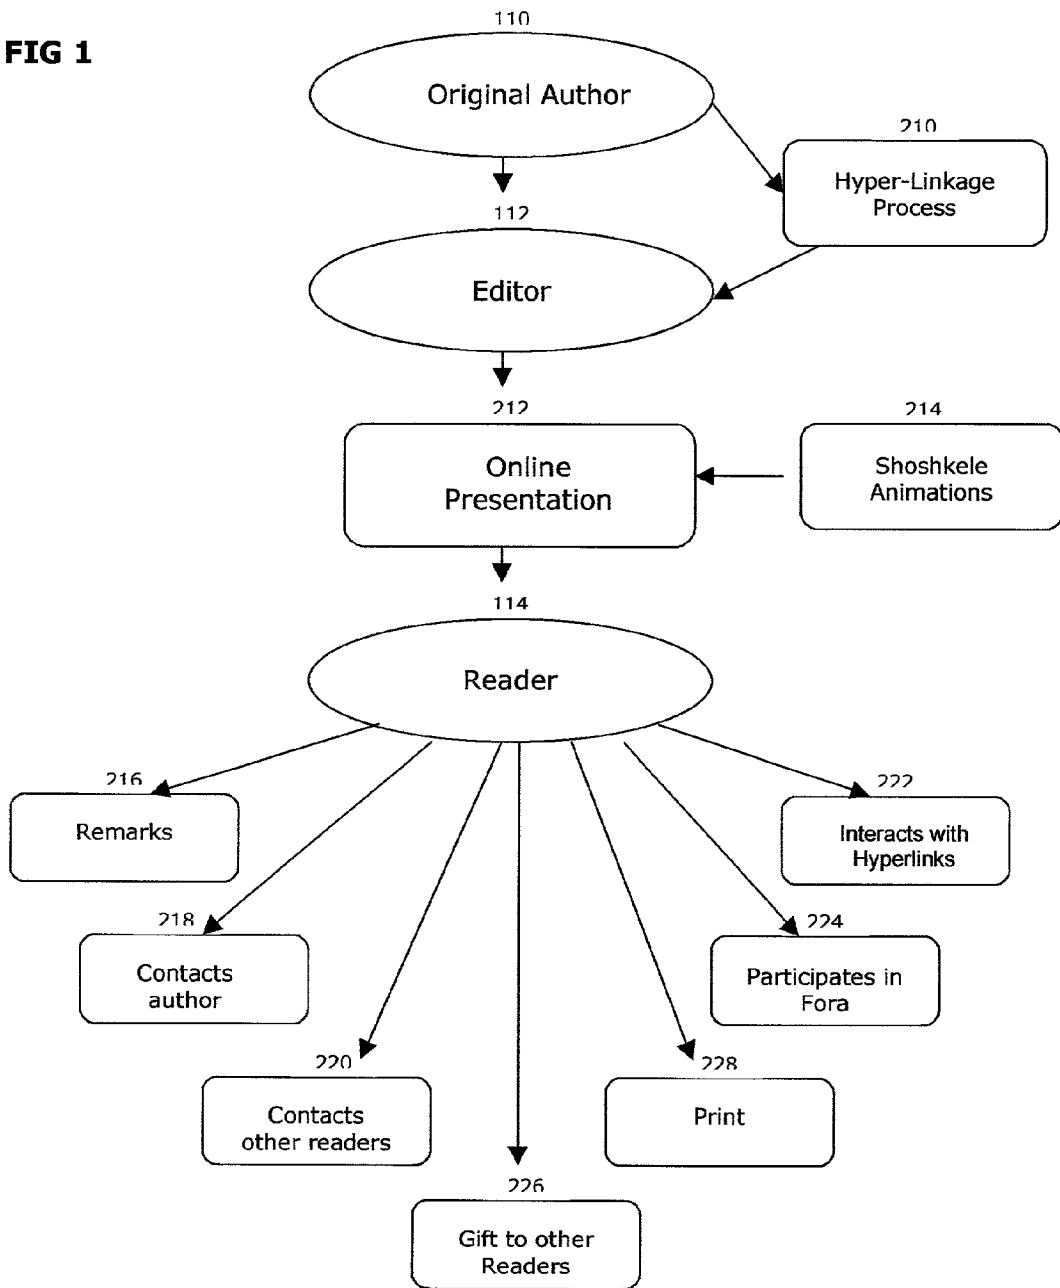 FIG 1
110
Original Author
210
Hyper-Linkage
Process
112
Editor
212
Online
Presentation
214
Shoshkele
Animations
114
Reader
216
Remarks
222
Interacts with
Hyperlinks
218
Contacts
author
224
Participates in
Fora
220
Contacts
other readers
228
Print
226
Gift to other
Readers